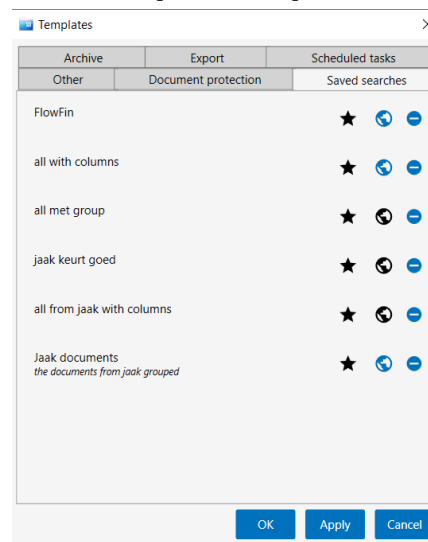 Templates
Archive Export Scheduled tasks
Other Document protection Saved searches
FlowFin
all with columns
all met group
jaak keurt goed
all from jaak with columns
Jaak documents
the documents from jaak grouped
OK Apply Cancel